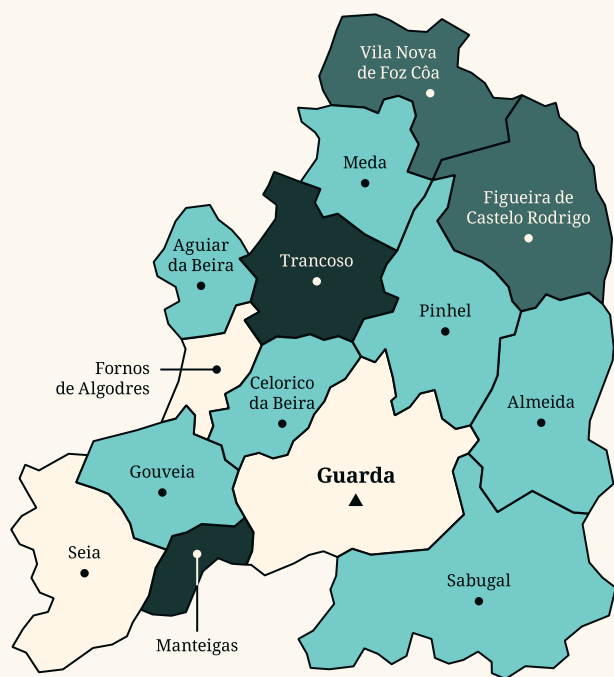 Vila Nova
de Foz Côa
Meda
Figueira de
Castelo Rodrigo
Aguiar
da Beira
Trancoso
Pinhel
Fornos
de Algodres
Celorico
da Beira
Almeida
Gouveia
Guarda
Seia
Sabugal
Manteigas